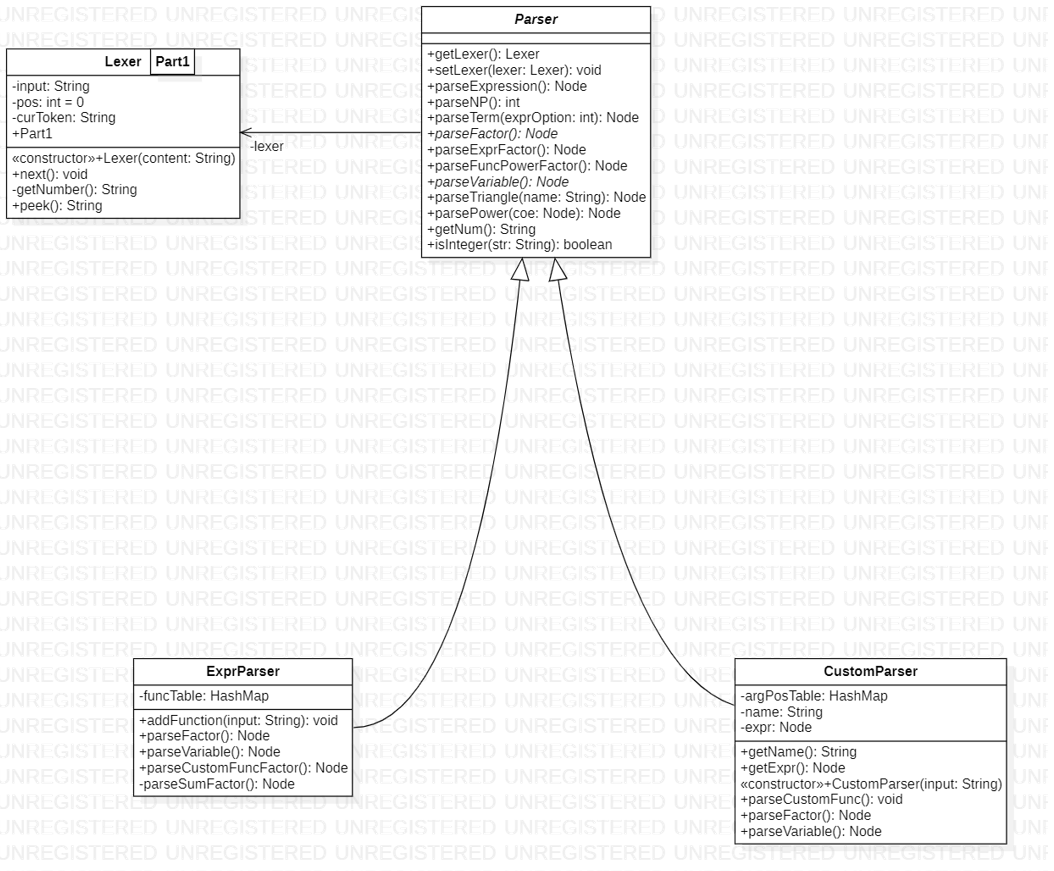 Parser
+getLexer(): Lexer
+setLexer(lexer: Lexer): void
+parseExpression(): Node
+parseNP(): int
+parseTerm(exprOption: int): Node
+parseFactor(): Node
+parseExprFactor(): Node
+parseFuncPowerFactor(): Node
+parseVariable(): Node
+parseTriangle(name: String): Node
+parsePower(coe: Node): Node
+getNum(): String
+isInteger(str: String): boolean
Lexer Part1
-input: String
-pos: int = 0
-curToken: String
+Part1
«constructor»+Lexer(content: String)
+next(): void
-getNumber(): String
+peek(): String
-lexer
ExprParser
-funcTable: HashMap
+addFunction(input: String): void
+parseFactor(): Node
+parseVariable(): Node
+parseCustomFuncFactor(): Node
-parseSumFactor(): Node
CustomParser
-argPosTable: HashMap
-name: String
-expr: Node
+getName(): String
+getExpr(): Node
«constructor»+CustomParser(input: String)
+parseCustomFunc(): void
+parseFactor(): Node
+parseVariable(): Node
UNREGISTERED